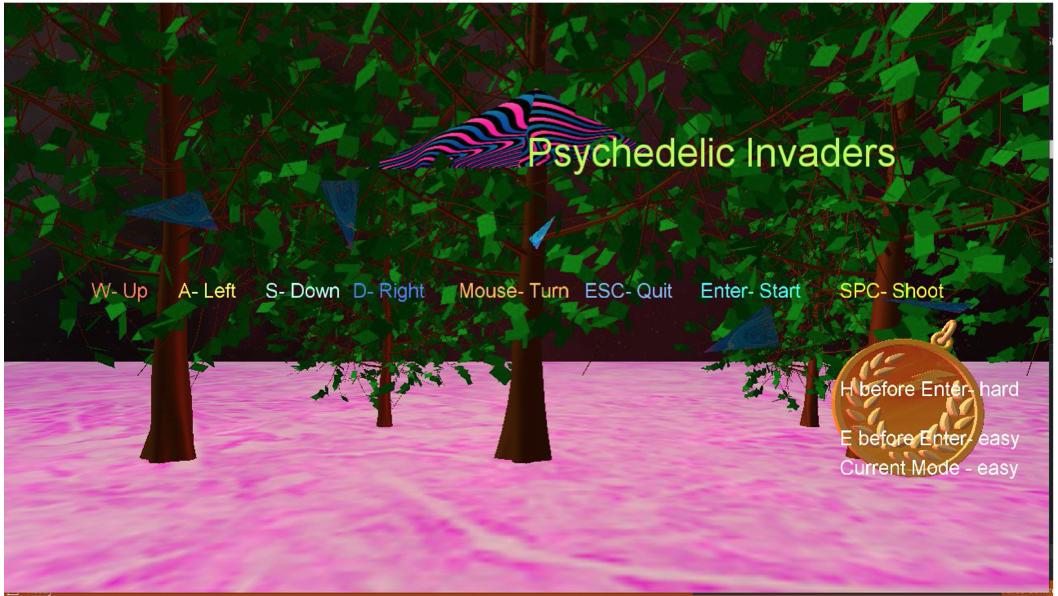 Psychedelic Invaders
W- Up A- Left S- Down D- Right Mouse- Turn ESC- Quit Enter- Start SPC- Shoot
H before Enter- hard
E before Enter- easy
Current Mode - easy